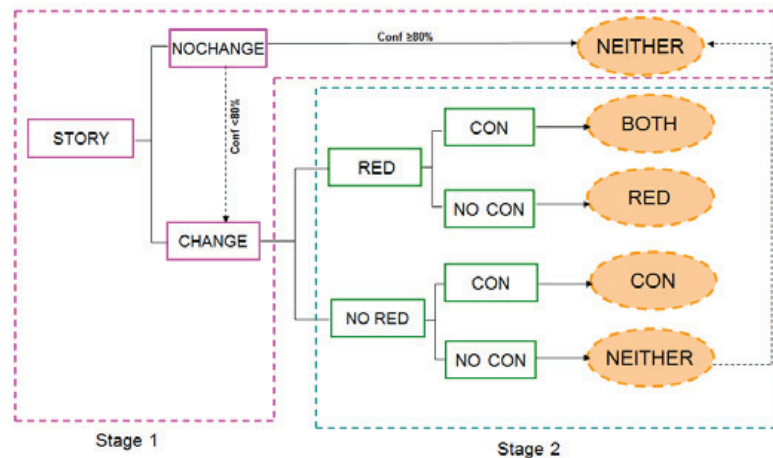 NOCHANGE
Conf ≥80%
NEITHER
Conf <80%
STORY
CON
BOTH
RED
NO CON
RED
CHANGE
CON
CON
NO RED
NO CON
NEITHER
Stage 1
Stage 2